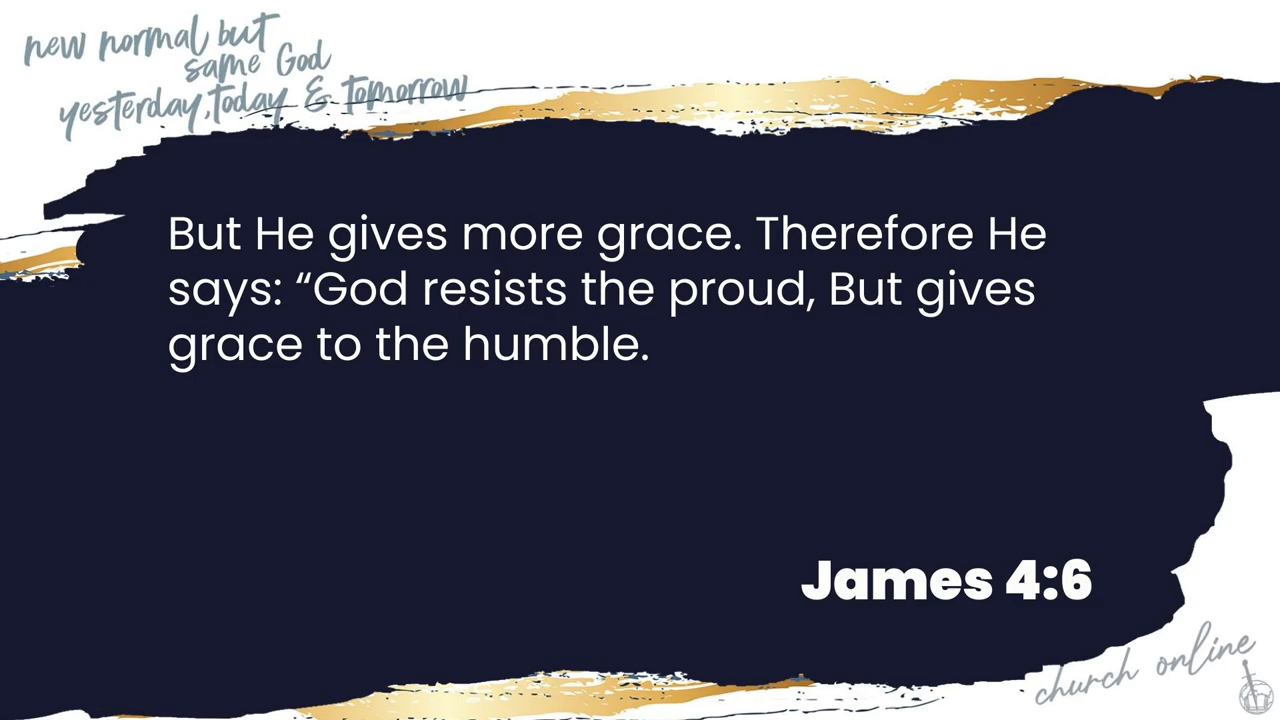 new normal but
same God
yesterday, today & tomorrow
But He gives more grace. Therefore He
says: “God resists the proud, But gives
grace to the humble.
James 4:6
church online